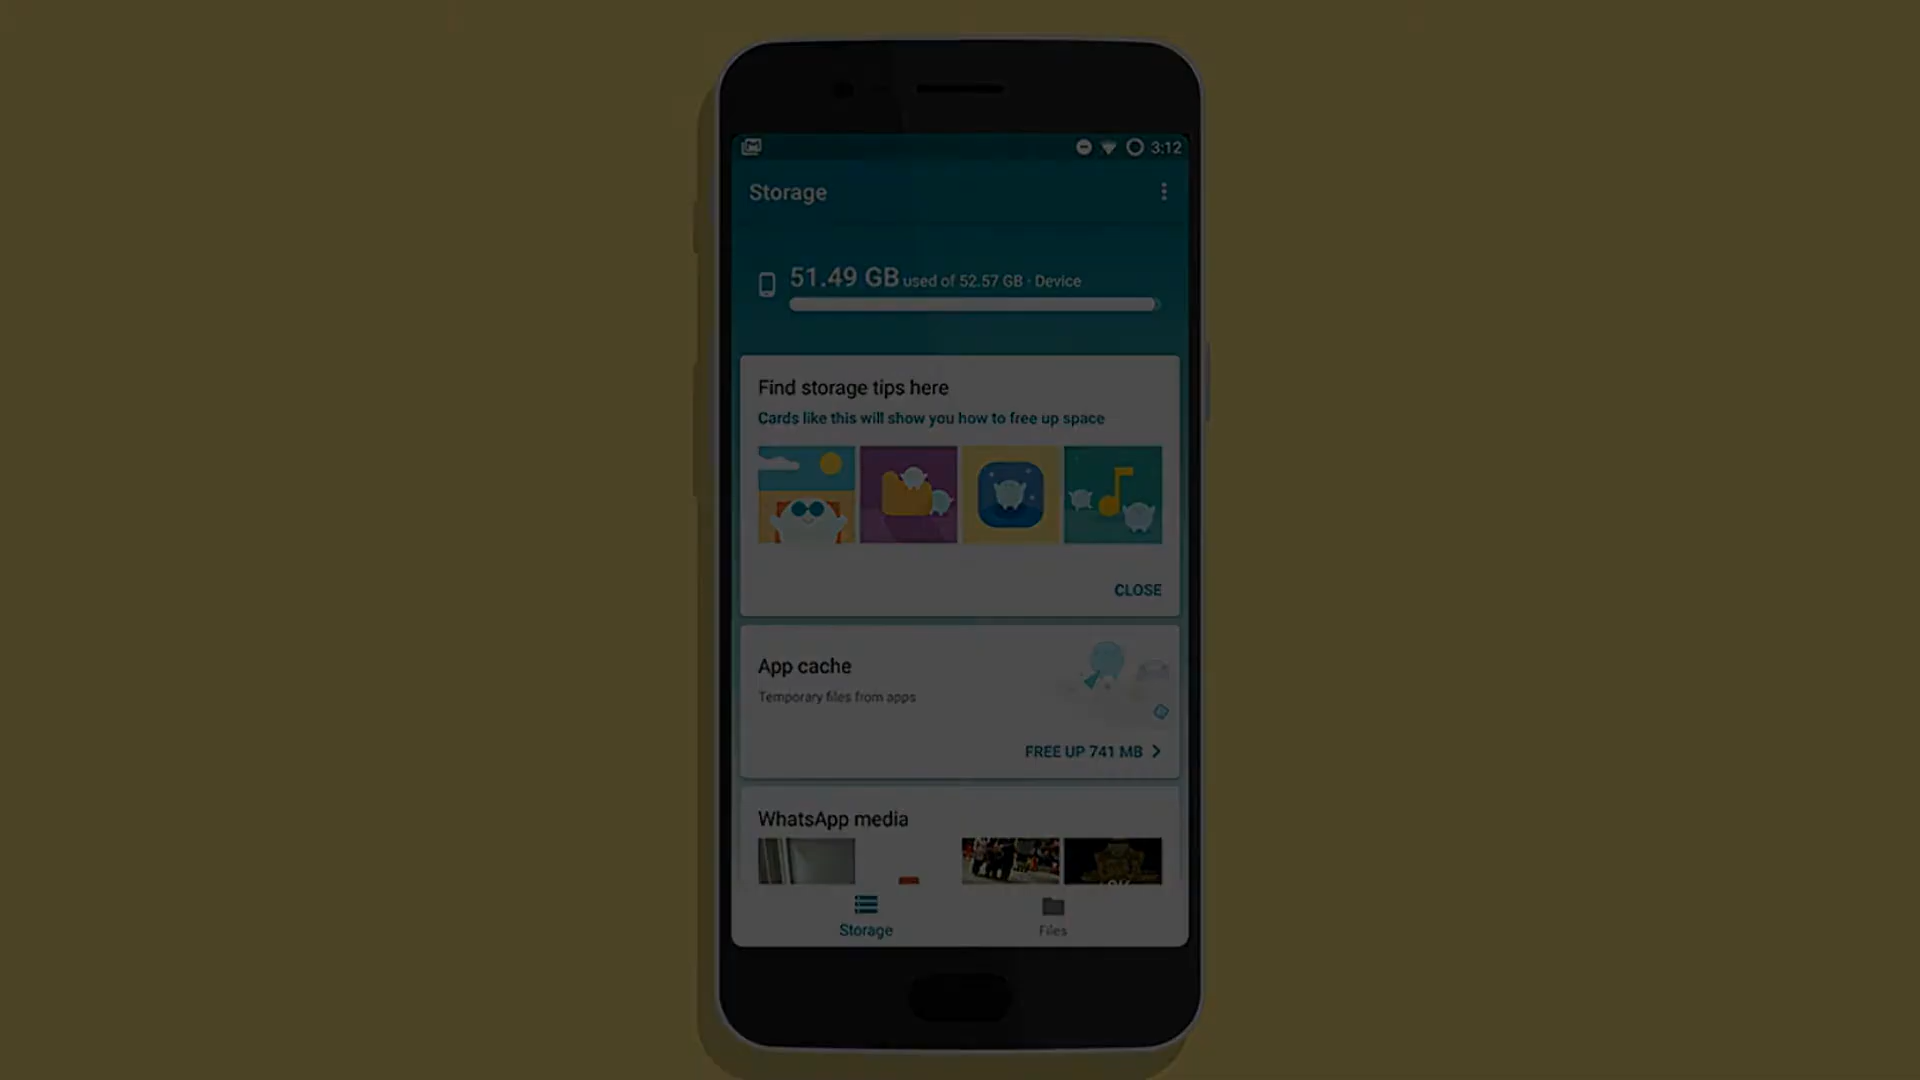 3:12
Storage
51.49 GB used of 52.57 GB · Device
Find storage tips here
Cards like this will show you how to free up space
CLOSE
App cache
Temporary files from apps
FREE UP 741 MB
WhatsApp media
Storage
Files